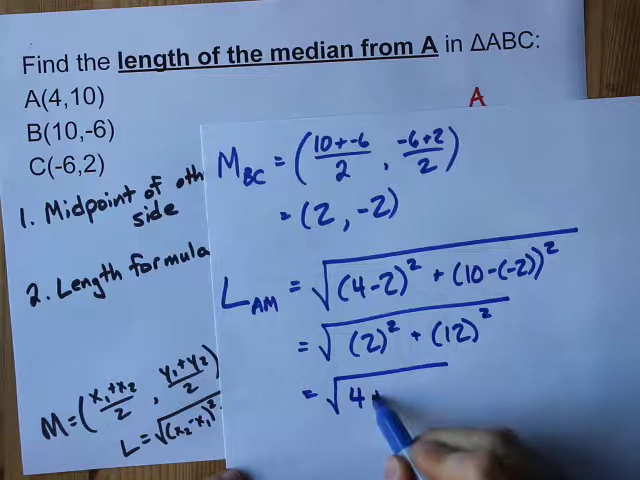 Find the length of the median from A in ΔABC:
A(4,10)
B(10,-6)
C(-6,2)
A
1. Midpoint of oth
side
2. Length formula
M=(x₁+x₂/2, y₁+y₂/2)
L=√(x₂-x₁)²
M_BC = (10+-6/2, -6+2/2)
= (2, -2)
L_AM = √(4-2)² + (10-(-2))²
= √(2)² + (12)²
= √4